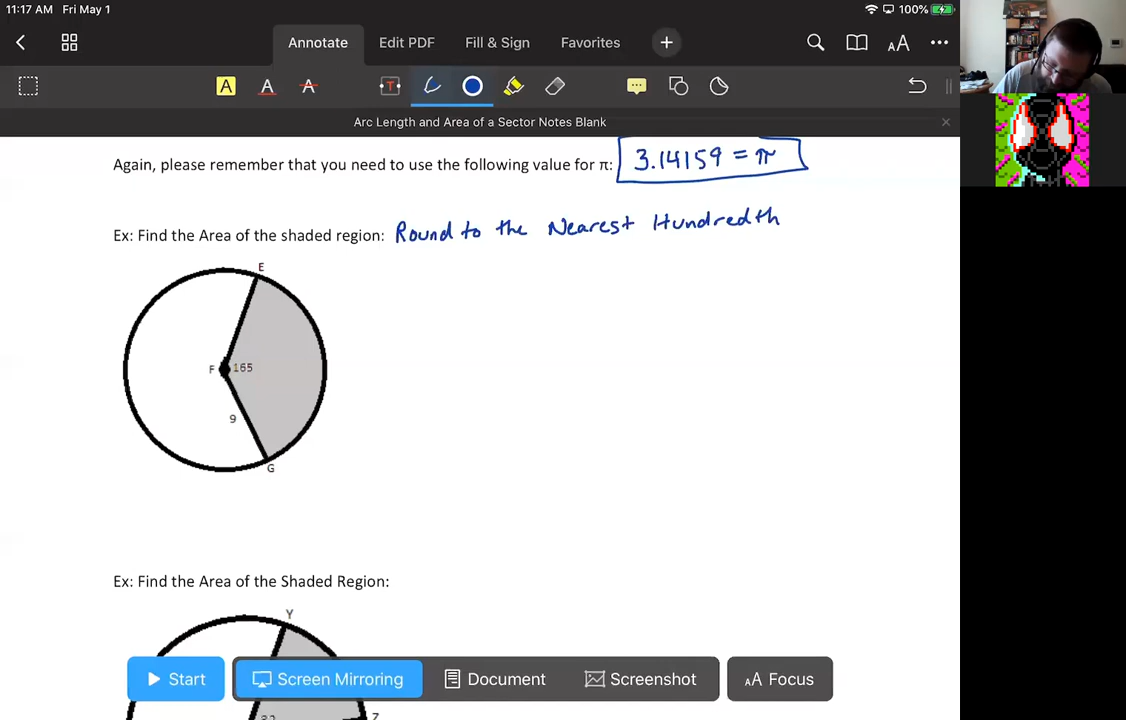 11:17 AM Fri May 1
100%
Annotate
Edit PDF
Fill & Sign
Favorites
AA
A
A
A
T
Arc Length and Area of a Sector Notes Blank
Again, please remember that you need to use the following value for π: 3.14159 = π
Ex: Find the Area of the shaded region: Round to the Nearest Hundredth
E
F 165
9
G
Ex: Find the Area of the Shaded Region:
Y
Start
Screen Mirroring
Document
Screenshot
AA Focus
32
Z